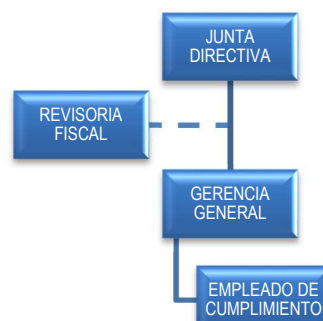 JUNTA
DIRECTIVA
REVISORIA
FISCAL
GERENCIA
GENERAL
EMPLEADO DE
CUMPLIMIENTO